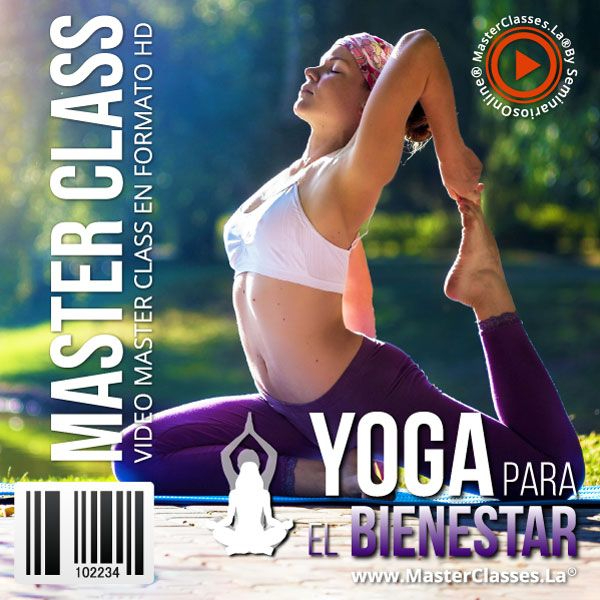 MASTER CLASS
VIDEO MASTER CLASS EN FORMATO HD
MasterClasses.La®By SeminariosOnline®
YOGA PARA
EL BIENESTAR
102234
www.MasterClasses.La©